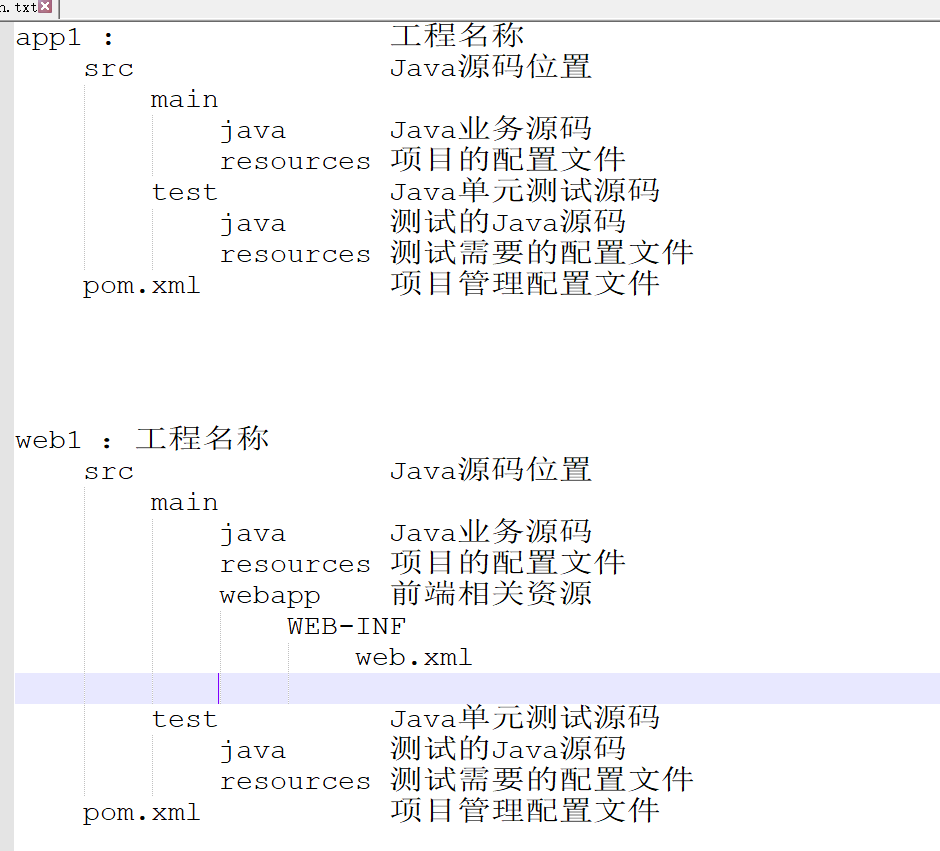 n.txt
app1 : 工程名称
src Java源码位置
main
java Java业务源码
resources 项目的配置文件
test Java单元测试源码
java 测试的Java源码
resources 测试需要的配置文件
pom.xml 项目管理配置文件
web1 : 工程名称
src Java源码位置
main
java Java业务源码
resources 项目的配置文件
webapp 前端相关资源
WEB-INF
web.xml
test Java单元测试源码
java 测试的Java源码
resources 测试需要的配置文件
pom.xml 项目管理配置文件